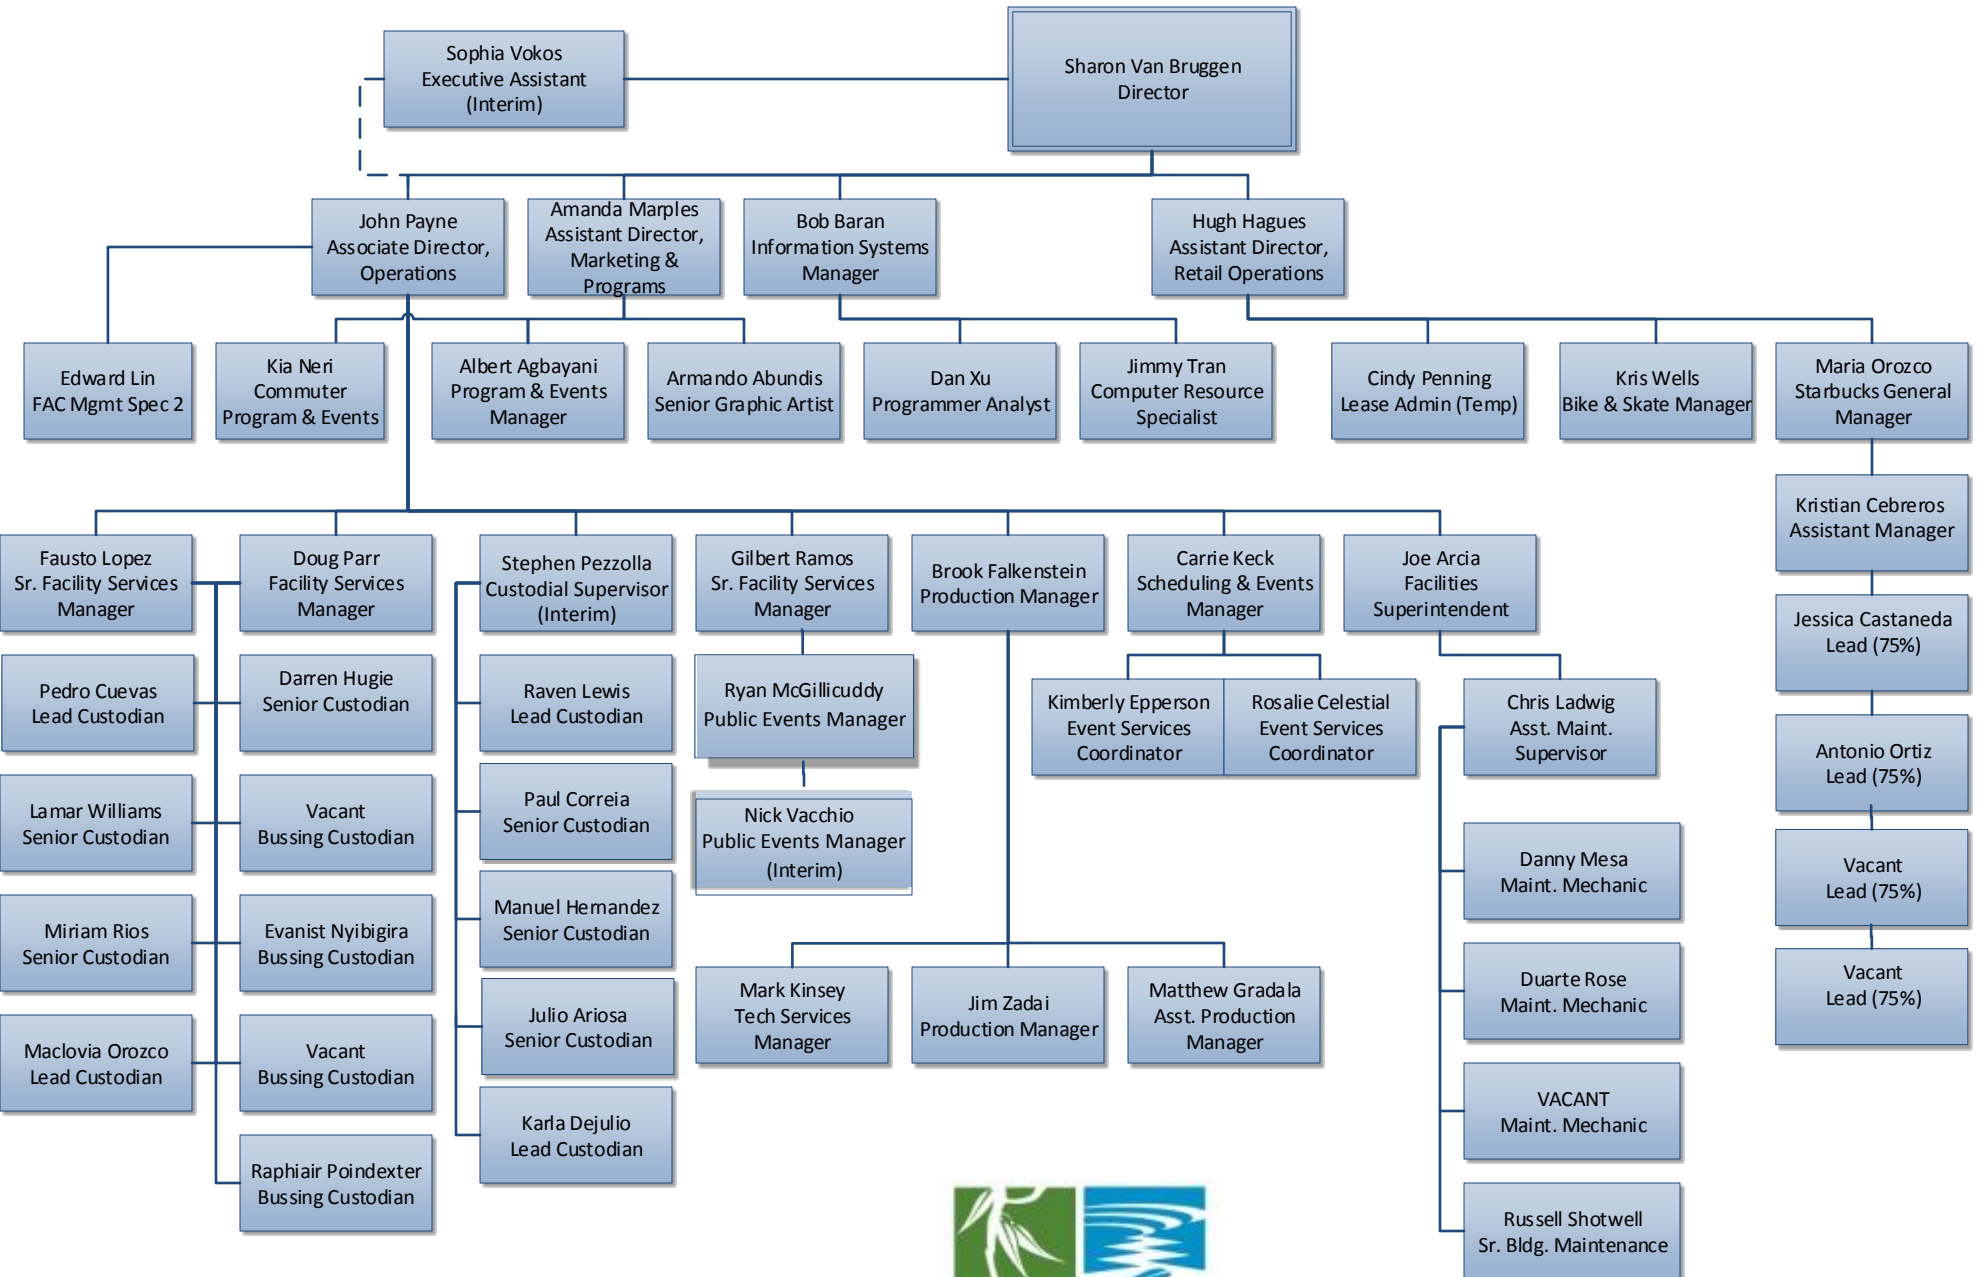 Sophia Vokos
Executive Assistant
(Interim)
Sharon Van Bruggen
Director
John Payne
Associate Director,
Operations
Amanda Marples
Assistant Director,
Marketing &
Programs
Bob Baran
Information Systems
Manager
Hugh Hagues
Assistant Director,
Retail Operations
Edward Lin
FAC Mgmt Spec 2
Kia Neri
Commuter
Program & Events
Albert Agbayani
Program & Events
Manager
Armando Abundis
Senior Graphic Artist
Dan Xu
Programmer Analyst
Jimmy Tran
Computer Resource
Specialist
Cindy Penning
Lease Admin (Temp)
Kris Wells
Bike & Skate Manager
Maria Orozco
Starbucks General
Manager
Kristian Cebreros
Assistant Manager
Jessica Castaneda
Lead (75%)
Antonio Ortiz
Lead (75%)
Vacant
Lead (75%)
Vacant
Lead (75%)
Fausto Lopez
Sr. Facility Services
Manager
Doug Parr
Facility Services
Manager
Stephen Pezzolla
Custodial Supervisor
(Interim)
Gilbert Ramos
Sr. Facility Services
Manager
Brook Falkenstein
Production Manager
Carrie Keck
Scheduling & Events
Manager
Joe Arcia
Facilities
Superintendent
Pedro Cuevas
Lead Custodian
Darren Hugie
Senior Custodian
Raven Lewis
Lead Custodian
Ryan McGillicuddy
Public Events Manager
Kimberly Epperson
Event Services
Coordinator
Rosalie Celestial
Event Services
Coordinator
Chris Ladwig
Asst. Maint.
Supervisor
Lamar Williams
Senior Custodian
Vacant
Bussing Custodian
Paul Correia
Senior Custodian
Nick Vacchio
Public Events Manager
(Interim)
Danny Mesa
Maint. Mechanic
Miriam Rios
Senior Custodian
Evanist Nyibigira
Bussing Custodian
Manuel Hernandez
Senior Custodian
Mark Kinsey
Tech Services
Manager
Jim Zadai
Production Manager
Matthew Gradala
Asst. Production
Manager
Duarte Rose
Maint. Mechanic
Maclovia Orozco
Lead Custodian
Vacant
Bussing Custodian
Julio Ariosa
Senior Custodian
VACANT
Maint. Mechanic
Raphiair Poindexter
Bussing Custodian
Karla Dejulio
Lead Custodian
Russell Shotwell
Sr. Bldg. Maintenance